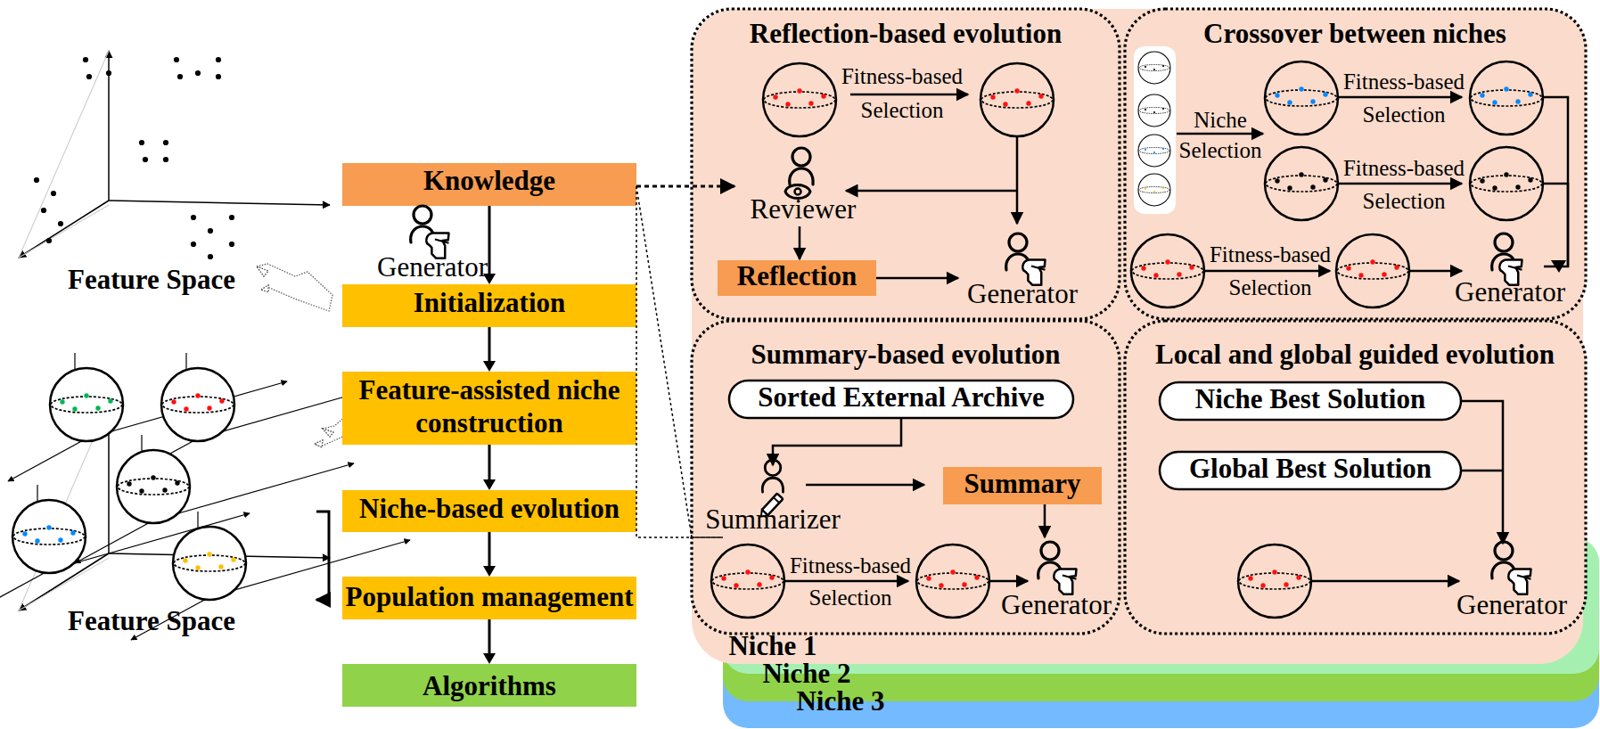 Feature Space
Feature Space
Knowledge
Generator
Initialization
Feature-assisted niche
construction
Niche-based evolution
Population management
Algorithms
Reflection-based evolution
Fitness-based
Selection
Reviewer
Reflection
Generator
Crossover between niches
Niche
Selection
Fitness-based
Selection
Fitness-based
Selection
Fitness-based
Selection
Generator
Summary-based evolution
Sorted External Archive
Summarizer
Summary
Fitness-based
Selection
Generator
Local and global guided evolution
Niche Best Solution
Global Best Solution
Generator
Niche 1
Niche 2
Niche 3